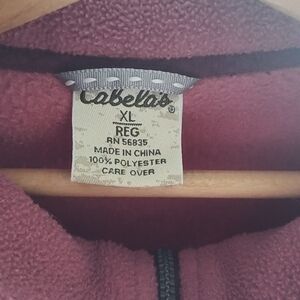 Cabela's®
XL
REG
RN 56835
MADE IN CHINA
100% POLYESTER
CARE OVER